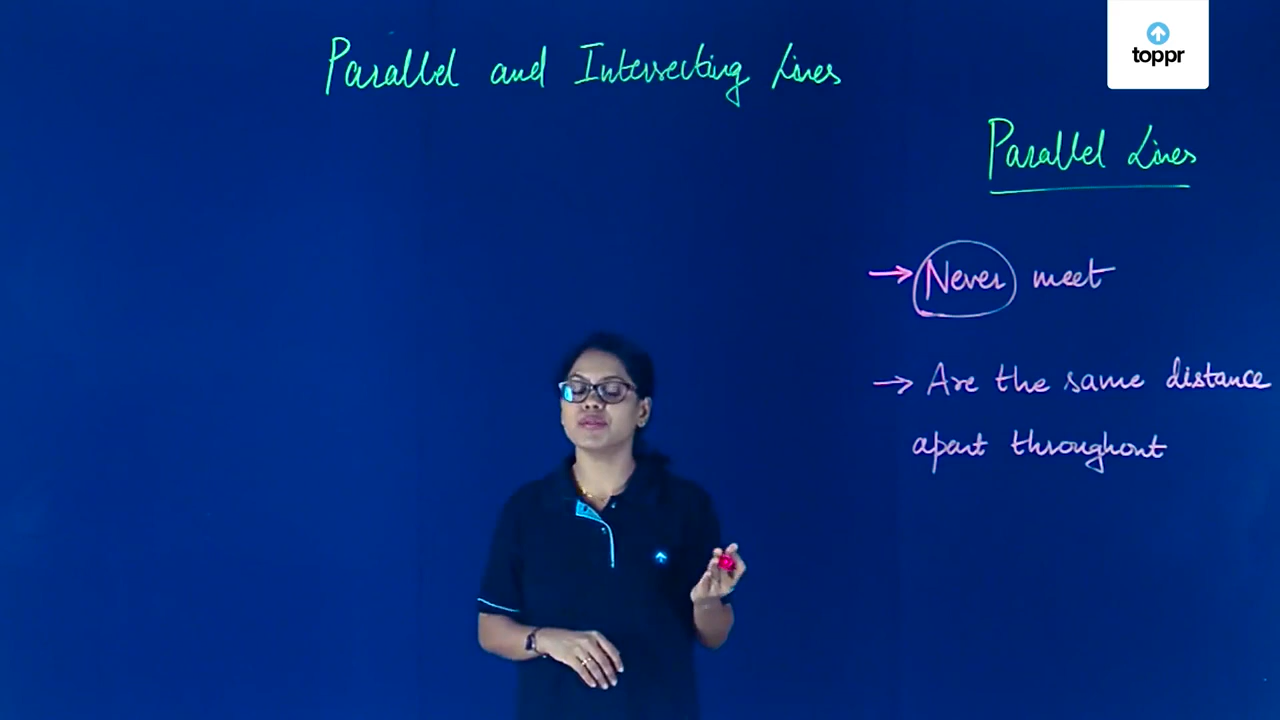 Parallel and Intersecting Lines
toppr
Parallel Lines
→ Never meet
→ Are the same distance
apart throughout